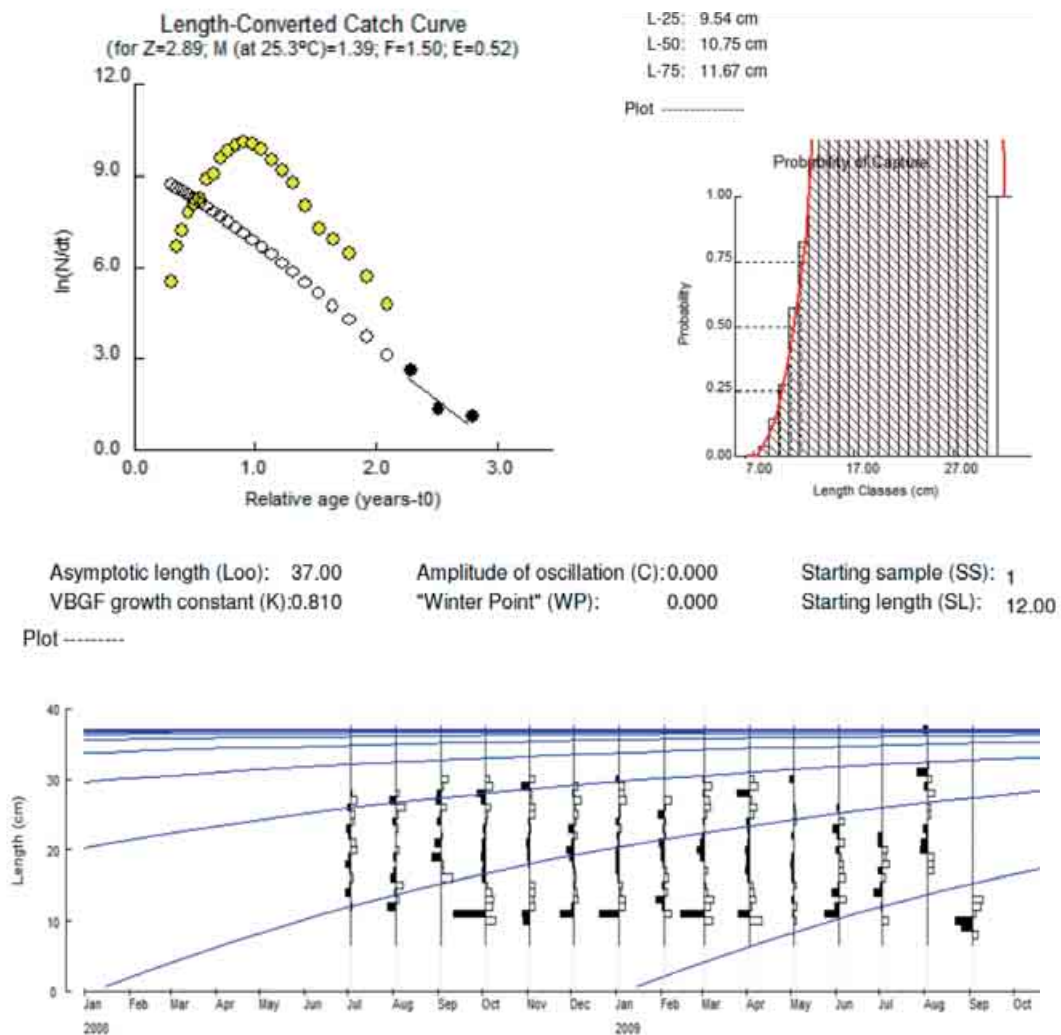 Length-Converted Catch Curve
(for Z=2.89; M (at 25.3ºC)=1.39; F=1.50; E=0.52)
12.0
9.0
6.0
3.0
0.0
ln(N/dt)
0.0 1.0 2.0 3.0
Relative age (years-t0)
L-25: 9.54 cm
L-50: 10.75 cm
L-75: 11.67 cm
Plot ---------------
Probability of Capture
1.00
0.75
0.50
0.25
0.00
Probability
7.00 17.00 27.00
Length Classes (cm)
Asymptotic length (Loo): 37.00 Amplitude of oscillation (C):0.000 Starting sample (SS): 1
VBGF growth constant (K):0.810 "Winter Point" (WP): 0.000 Starting length (SL): 12.00
Plot ---------
40
30
20
10
0
Length (cm)
Jan Feb Mar Apr May Jun Jul Aug Sep Oct Nov Dec Jan Feb Mar Apr May Jun Jul Aug Sep Oct
2008 2009